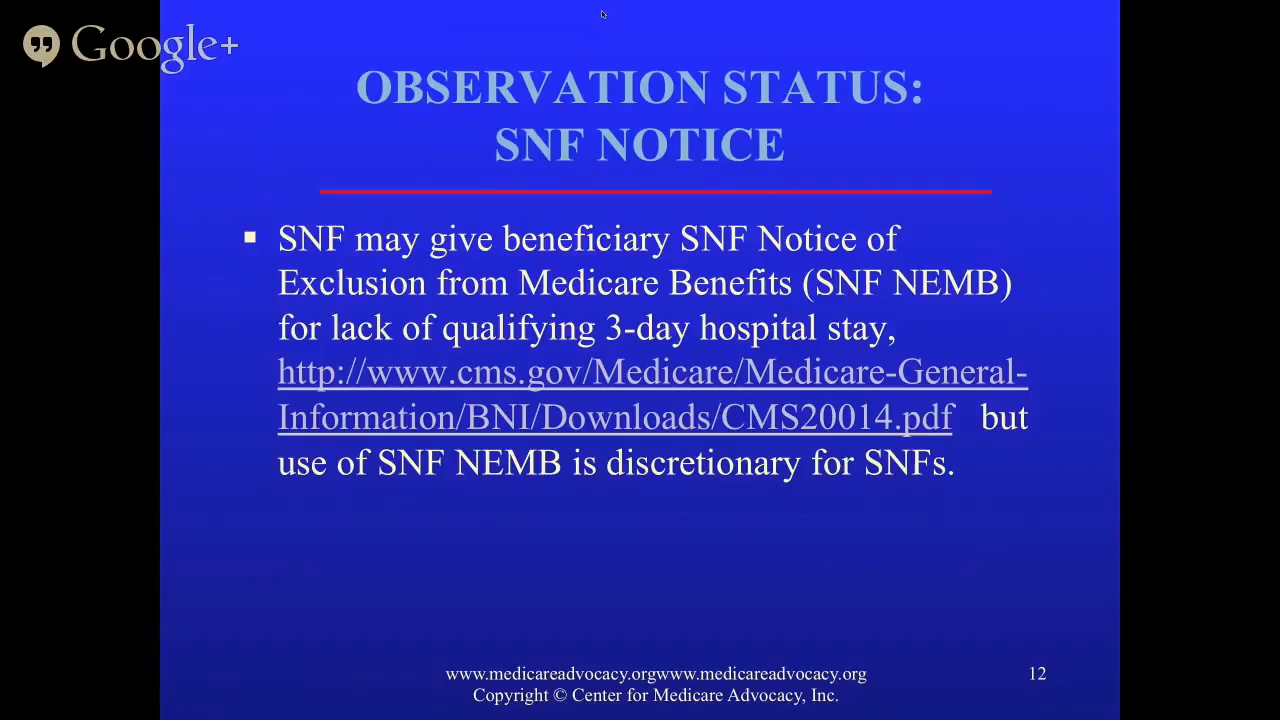 Google+
OBSERVATION STATUS:
SNF NOTICE
▪ SNF may give beneficiary SNF Notice of
Exclusion from Medicare Benefits (SNF NEMB)
for lack of qualifying 3-day hospital stay,
http://www.cms.gov/Medicare/Medicare-General-
Information/BNI/Downloads/CMS20014.pdf but
use of SNF NEMB is discretionary for SNFs.
www.medicareadvocacy.orgwww.medicareadvocacy.org 12
Copyright © Center for Medicare Advocacy, Inc.